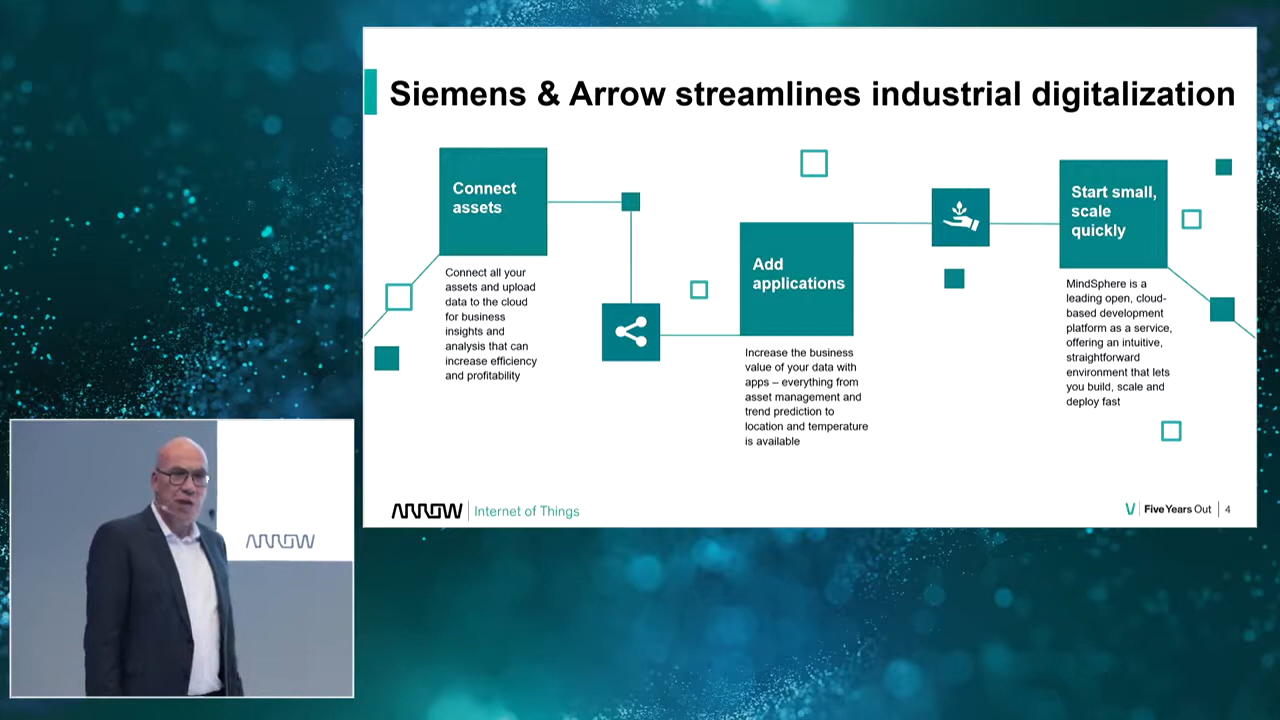 Siemens & Arrow streamlines industrial digitalization
Connect
assets
Connect all your
assets and upload
data to the cloud
for business
insights and
analysis that can
increase efficiency
and profitability
Add
applications
Increase the business
value of your data with
apps – everything from
asset management and
trend prediction to
location and temperature
is available
Start small,
scale
quickly
MindSphere is a
leading open, cloud-
based development
platform as a service,
offering an intuitive,
straightforward
environment that lets
you build, scale and
deploy fast
ARROW Internet of Things
Five Years Out 4
ARROW